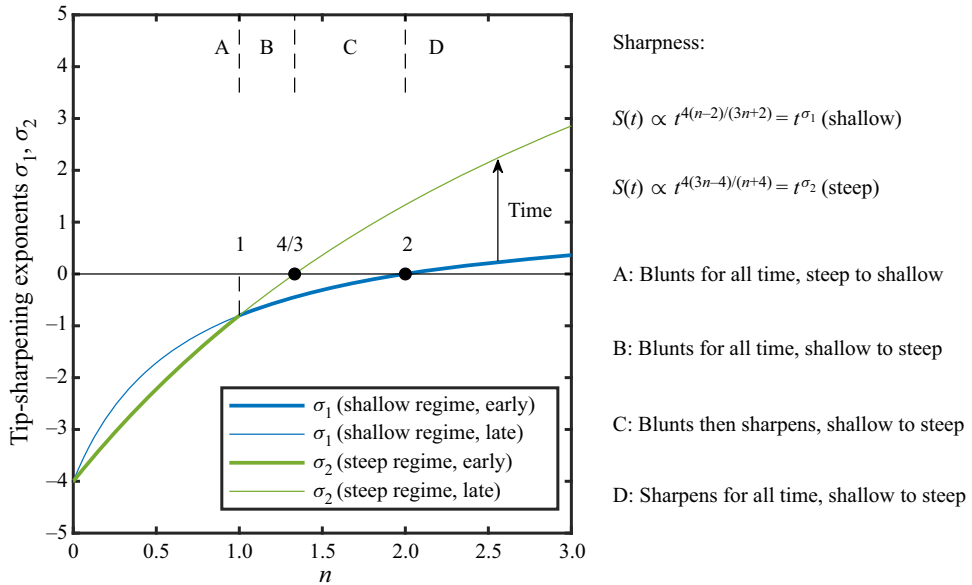 5
4
3
2
1
0
–1
–2
–3
–4
–5
Tip-sharpening exponents σ1, σ2
A
B
C
D
1
4/3
2
Time
σ1 (shallow regime, early)
σ1 (shallow regime, late)
σ2 (steep regime, early)
σ2 (steep regime, late)
0
0.5
1.0
1.5
2.0
2.5
3.0
n
Sharpness:
S(t) ∝ t^4(n–2)/(3n+2) = t^σ1 (shallow)
S(t) ∝ t^4(3n–4)/(n+4) = t^σ2 (steep)
A: Blunts for all time, steep to shallow
B: Blunts for all time, shallow to steep
C: Blunts then sharpens, shallow to steep
D: Sharpens for all time, shallow to steep